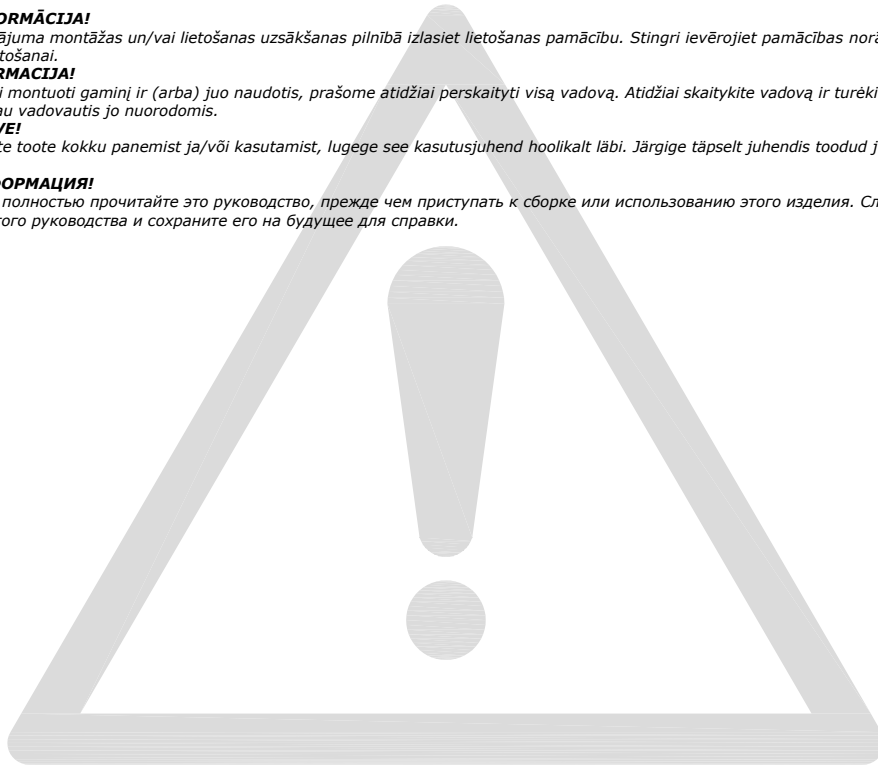 ORMĀCIJA!
ājuma montāžas un/vai lietošanas uzsākšanas pilnībā izlasiet lietošanas pamācību. Stingri ievērojiet pamācības norā
tošanai.
RMACIJA!
i montuoti gaminį ir (arba) juo naudotis, prašome atidžiai perskaityti visą vadovą. Atidžiai skaitykite vadovą ir turėki
au vadovautis jo nuorodomis.
VE!
te toote kokku panemist ja/või kasutamist, lugege see kasutusjuhend hoolikalt läbi. Järgige täpselt juhendis toodud j
ФОРМАЦИЯ!
полностью прочитайте это руководство, прежде чем приступать к сборке или использованию этого изделия. Сл
того руководства и сохраните его на будущее для справки.